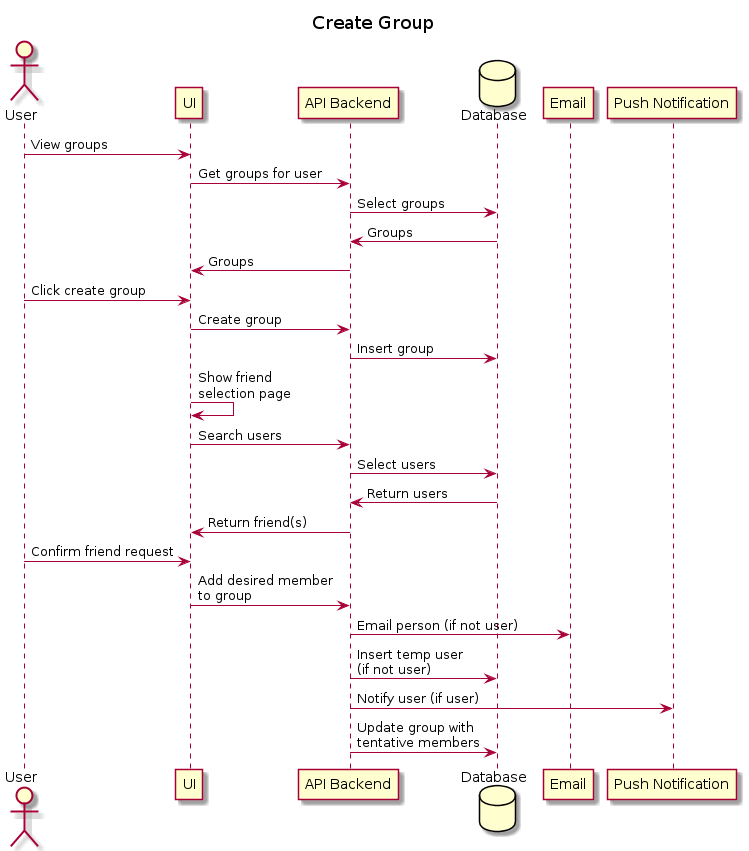 Create Group
User
UI
API Backend
Database
Email
Push Notification
View groups
Get groups for user
Select groups
Groups
Groups
Click create group
Create group
Insert group
Show friend
selection page
Search users
Select users
Return users
Return friend(s)
Confirm friend request
Add desired member
to group
Email person (if not user)
Insert temp user
(if not user)
Notify user (if user)
Update group with
tentative members
User
UI
API Backend
Database
Email
Push Notification